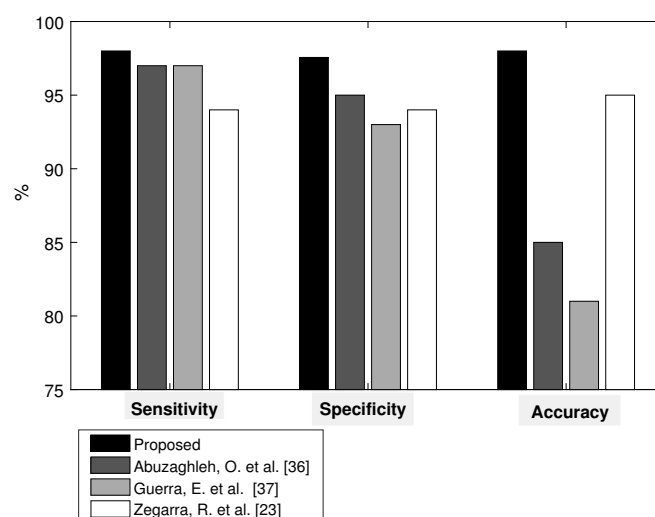 100
95
90
85
80
75
%
Sensitivity Specificity Accuracy
Proposed
Abuzaghleh, O. et al. [36]
Guerra, E. et al. [37]
Zegarra, R. et al. [23]